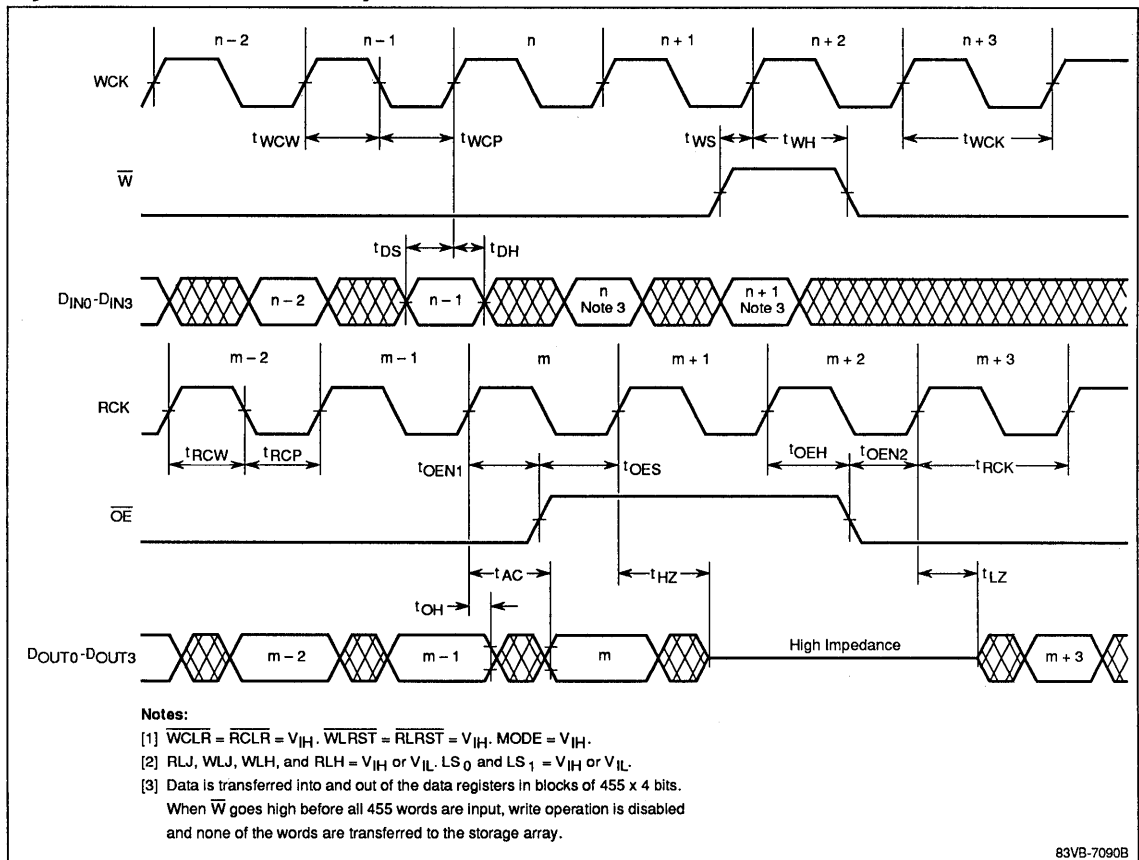 n – 2 n – 1 n n + 1 n + 2 n + 3
WCK
tWCW tWCP tWS tWH tWCK
W̅
tDS tDH
DIN0-DIN3 n – 2 n – 1 n n + 1
Note 3 Note 3
m – 2 m – 1 m m + 1 m + 2 m + 3
RCK
tRCW tRCP tOEN1 tOES tOEH tOEN2 tRCK
O̅E̅
tAC tHZ tLZ
tOH
DOUT0-DOUT3 m – 2 m – 1 m High Impedance m + 3
Notes:
[1] W̅C̅L̅R̅ = R̅C̅L̅R̅ = VIH. W̅L̅R̅S̅T̅ = R̅L̅R̅S̅T̅ = VIH. MODE = VIH.
[2] RLJ, WLJ, WLH, and RLH = VIH or VIL. LS0 and LS1 = VIH or VIL.
[3] Data is transferred into and out of the data registers in blocks of 455 x 4 bits.
When W̅ goes high before all 455 words are input, write operation is disabled
and none of the words are transferred to the storage array.
83VB-7090B